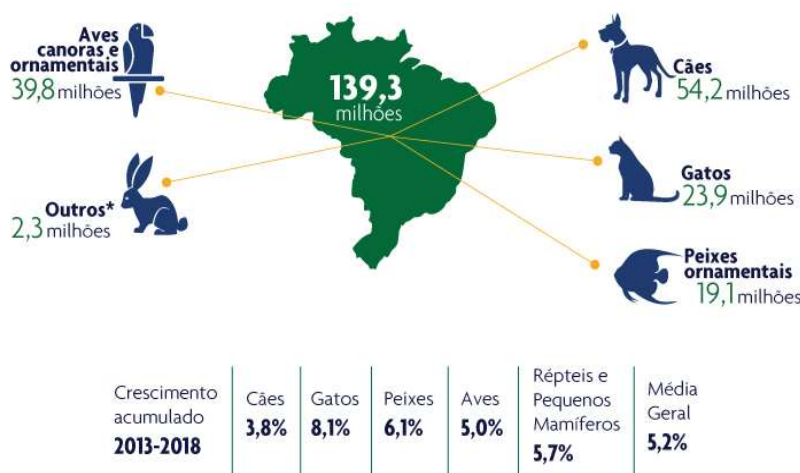 Aves
canoras e
ornamentais
39,8 milhões
Outros*
2,3 milhões
139,3
milhões
Cães
54,2 milhões
Gatos
23,9 milhões
Peixes
ornamentais
19,1 milhões
Crescimento
acumulado
2013-2018
Cães
3,8%
Gatos
8,1%
Peixes
6,1%
Aves
5,0%
Répteis e
Pequenos
Mamíferos
5,7%
Média
Geral
5,2%